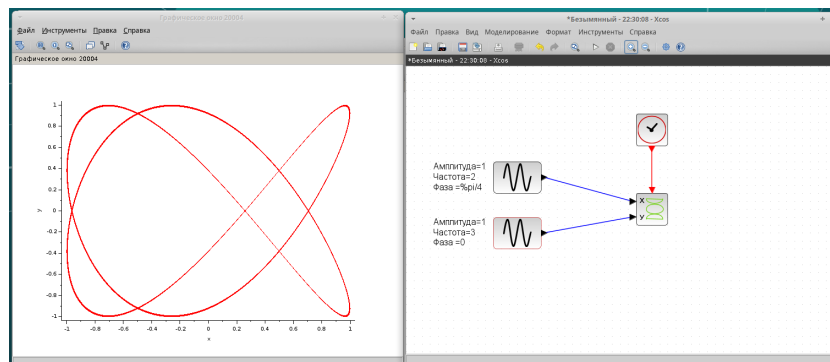 Графическое окно 20004
Файл Инструменты Правка Справка
Графическое окно 20004
1
0.8
0.6
0.4
0.2
0
-0.2
-0.4
-0.6
-0.8
-1
y
-1 -0.8 -0.6 -0.4 -0.2 0 0.2 0.4 0.6 0.8 1
x
*Безымянный - 22:30:08 - Xcos
Файл Правка Вид Моделирование Формат Инструменты Справка
*Безымянный - 22:30:08 - Xcos
Амплитуда=1
Частота=2
Фаза =%pi/4
Амплитуда=1
Частота=3
Фаза =0
X
y